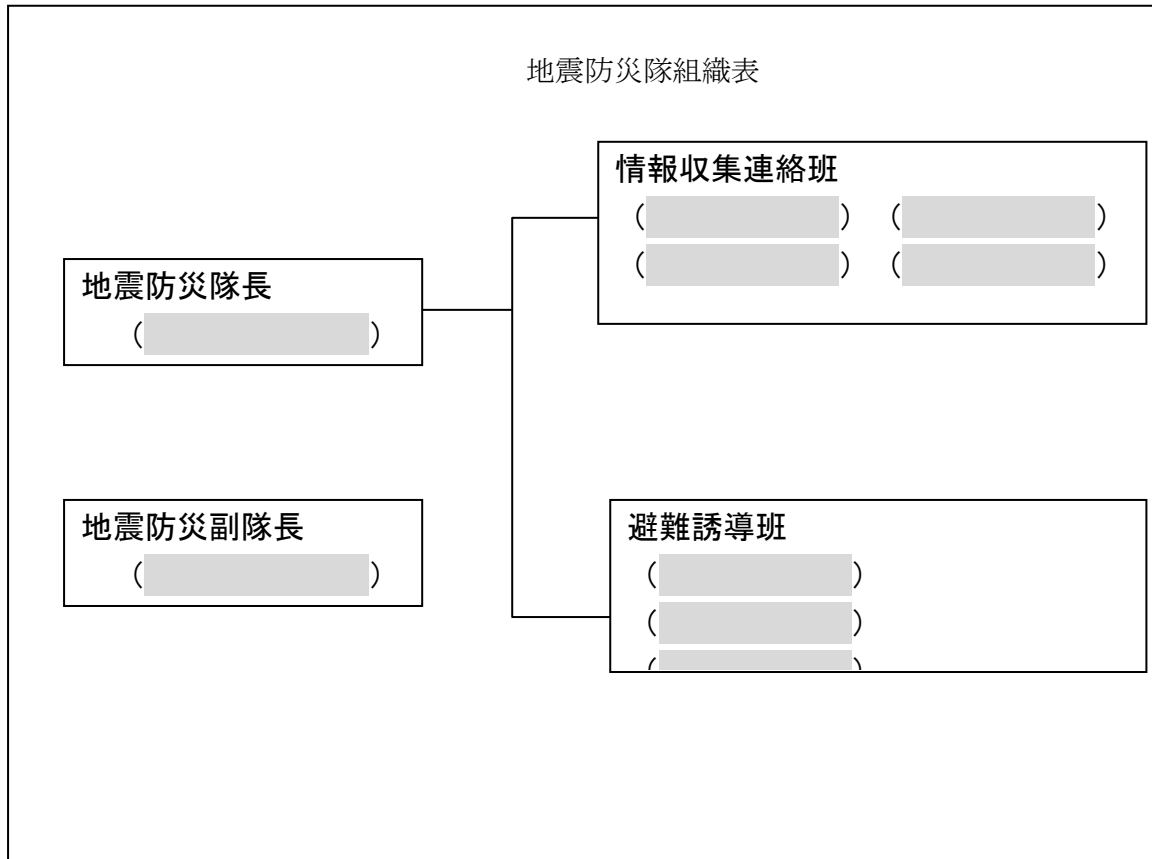 地震防災隊組織表
情報収集連絡班
（　　　　）　（　　　　）
（　　　　）　（　　　　）
地震防災隊長
（　　　　）
地震防災副隊長
（　　　　）
避難誘導班
（　　　　）
（　　　　）
（　　　　）